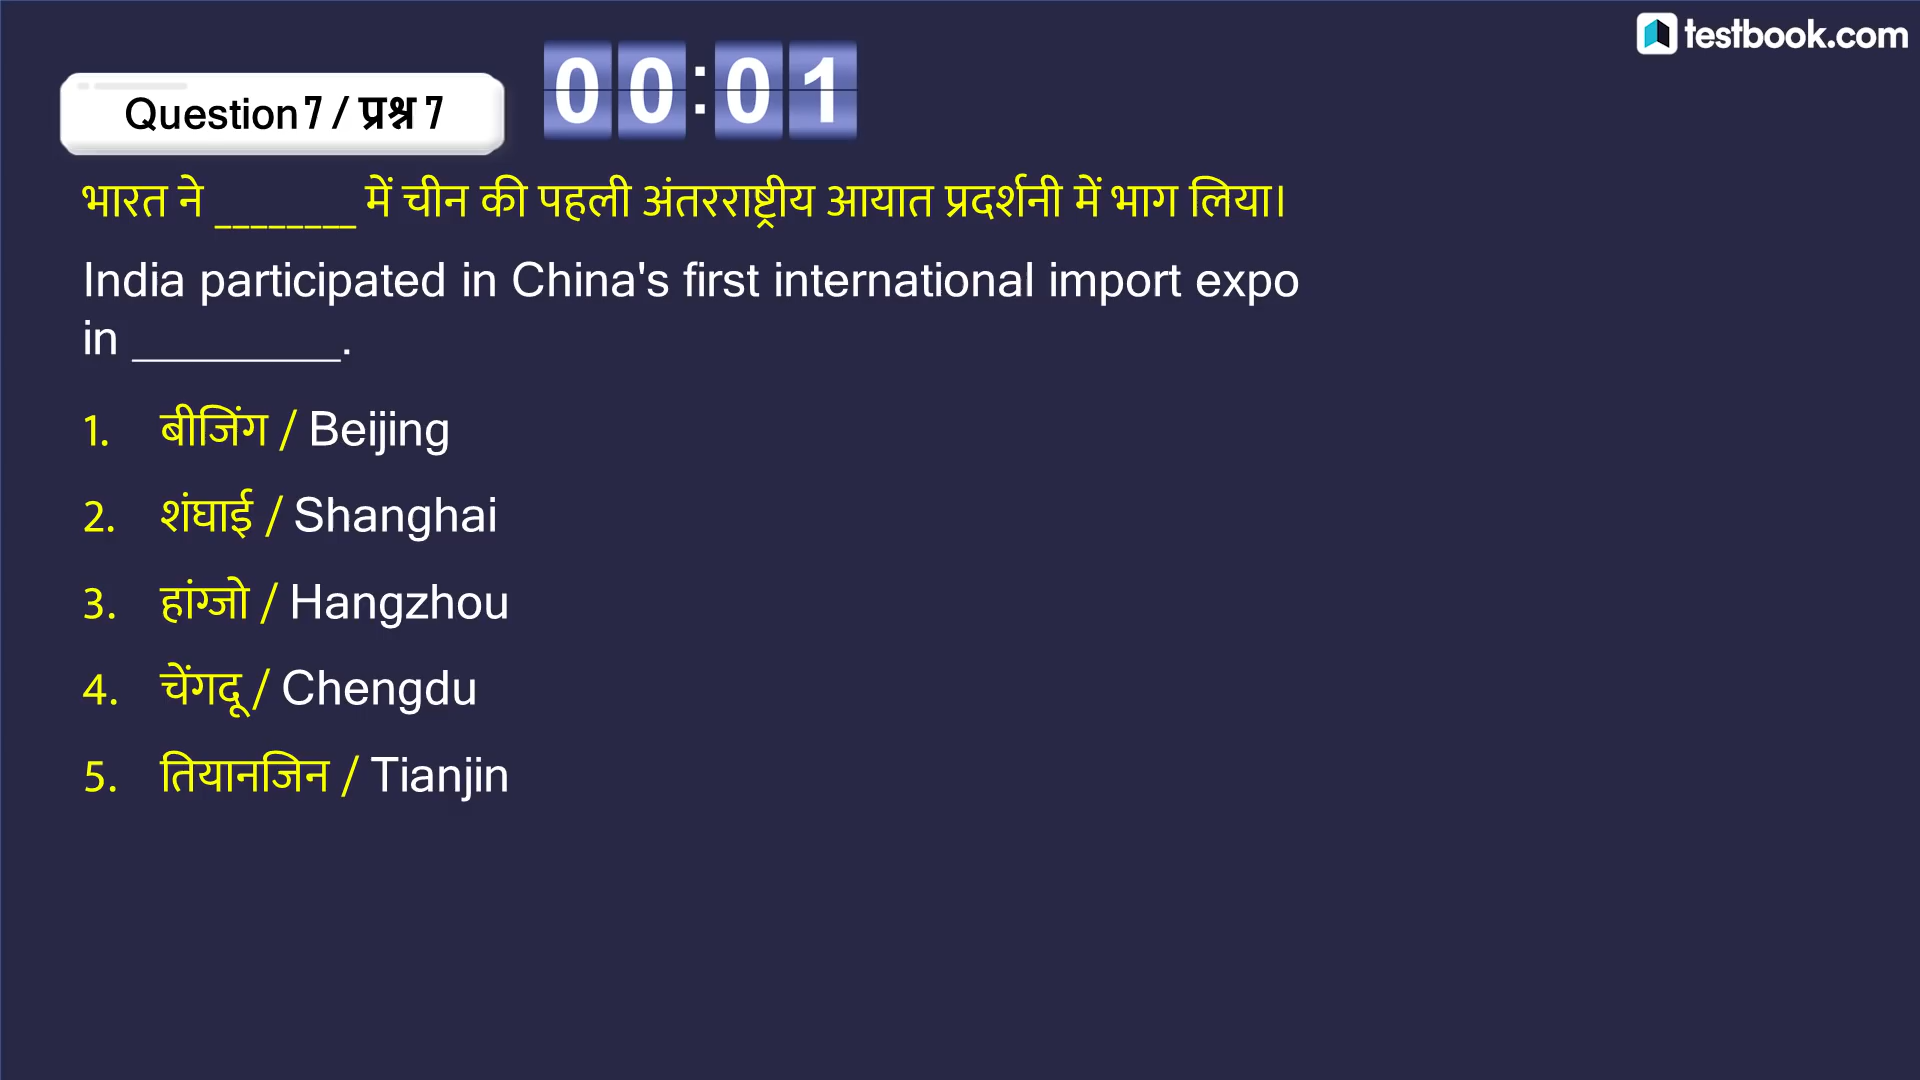 testbook.com
Question 7 / प्रश्न 7
00:01
भारत ने ________ में चीन की पहली अंतरराष्ट्रीय आयात प्रदर्शनी में भाग लिया।
India participated in China's first international import expo
in _________.
1. बीजिंग / Beijing
2. शंघाई / Shanghai
3. हांग्जो / Hangzhou
4. चेंगदू / Chengdu
5. तियानजिन / Tianjin